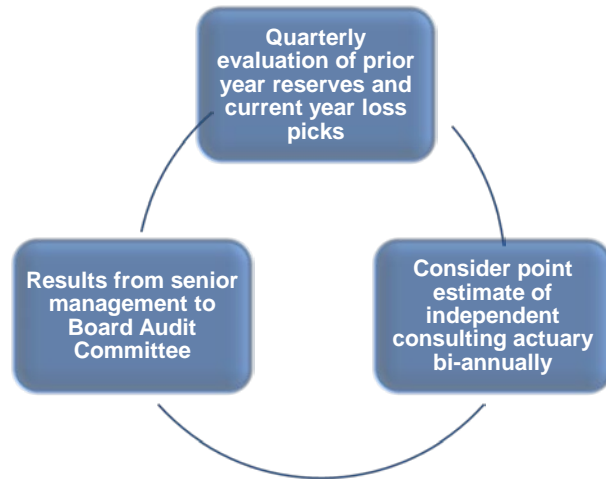 Quarterly
evaluation of prior
year reserves and
current year loss
picks
Results from senior
management to
Board Audit
Committee
Consider point
estimate of
independent
consulting actuary
bi-annually